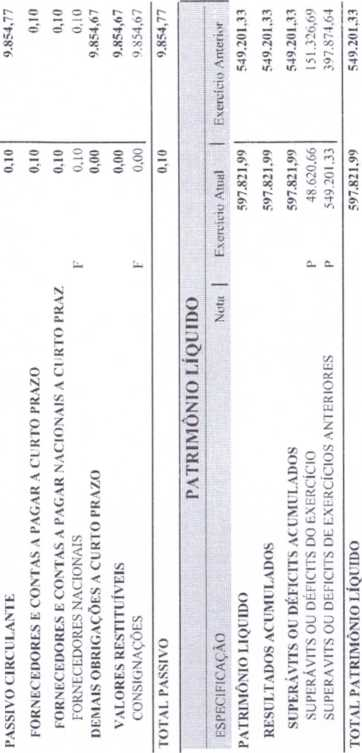 PASSIVO CIRCULANTE 0,10 9.854,77
FORNECEDORES E CONTAS A PAGAR A CURTO PRAZO 0,10 0,10
FORNECEDORES E CONTAS A PAGAR NACIONAIS A CURTO PRAZ 0,10 0,10
FORNECEDORES NACIONAIS F 0,10 0,10
DEMAIS OBRIGAÇÕES A CURTO PRAZO 0,00 9.854,67
VALORES RESTITUÍVEIS 0,00 9.854,67
CONSIGNAÇÕES F 0,00 9.854,67
TOTAL PASSIVO 0,10 9.854,77
PATRIMÔNIO LÍQUIDO
ESPECIFICAÇÃO Nota | Exercício Atual | Exercício Anterior
PATRIMÔNIO LIQUIDO 597.821,99 549.201,33
RESULTADOS ACUMULADOS 597.821,99 549.201,33
SUPERÁVITS OU DÉFICITS ACUMULADOS 597.821,99 549.201,33
SUPERÁVITS OU DÉFICITS DO EXERCÍCIO P 48.620,66 151.326,69
SUPERÁVITS OU DÉFICITS DE EXERCÍCIOS ANTERIORES P 549.201,33 397.874,64
TOTAL PATRIMÔNIO LÍQUIDO 597.821,99 549.201,33